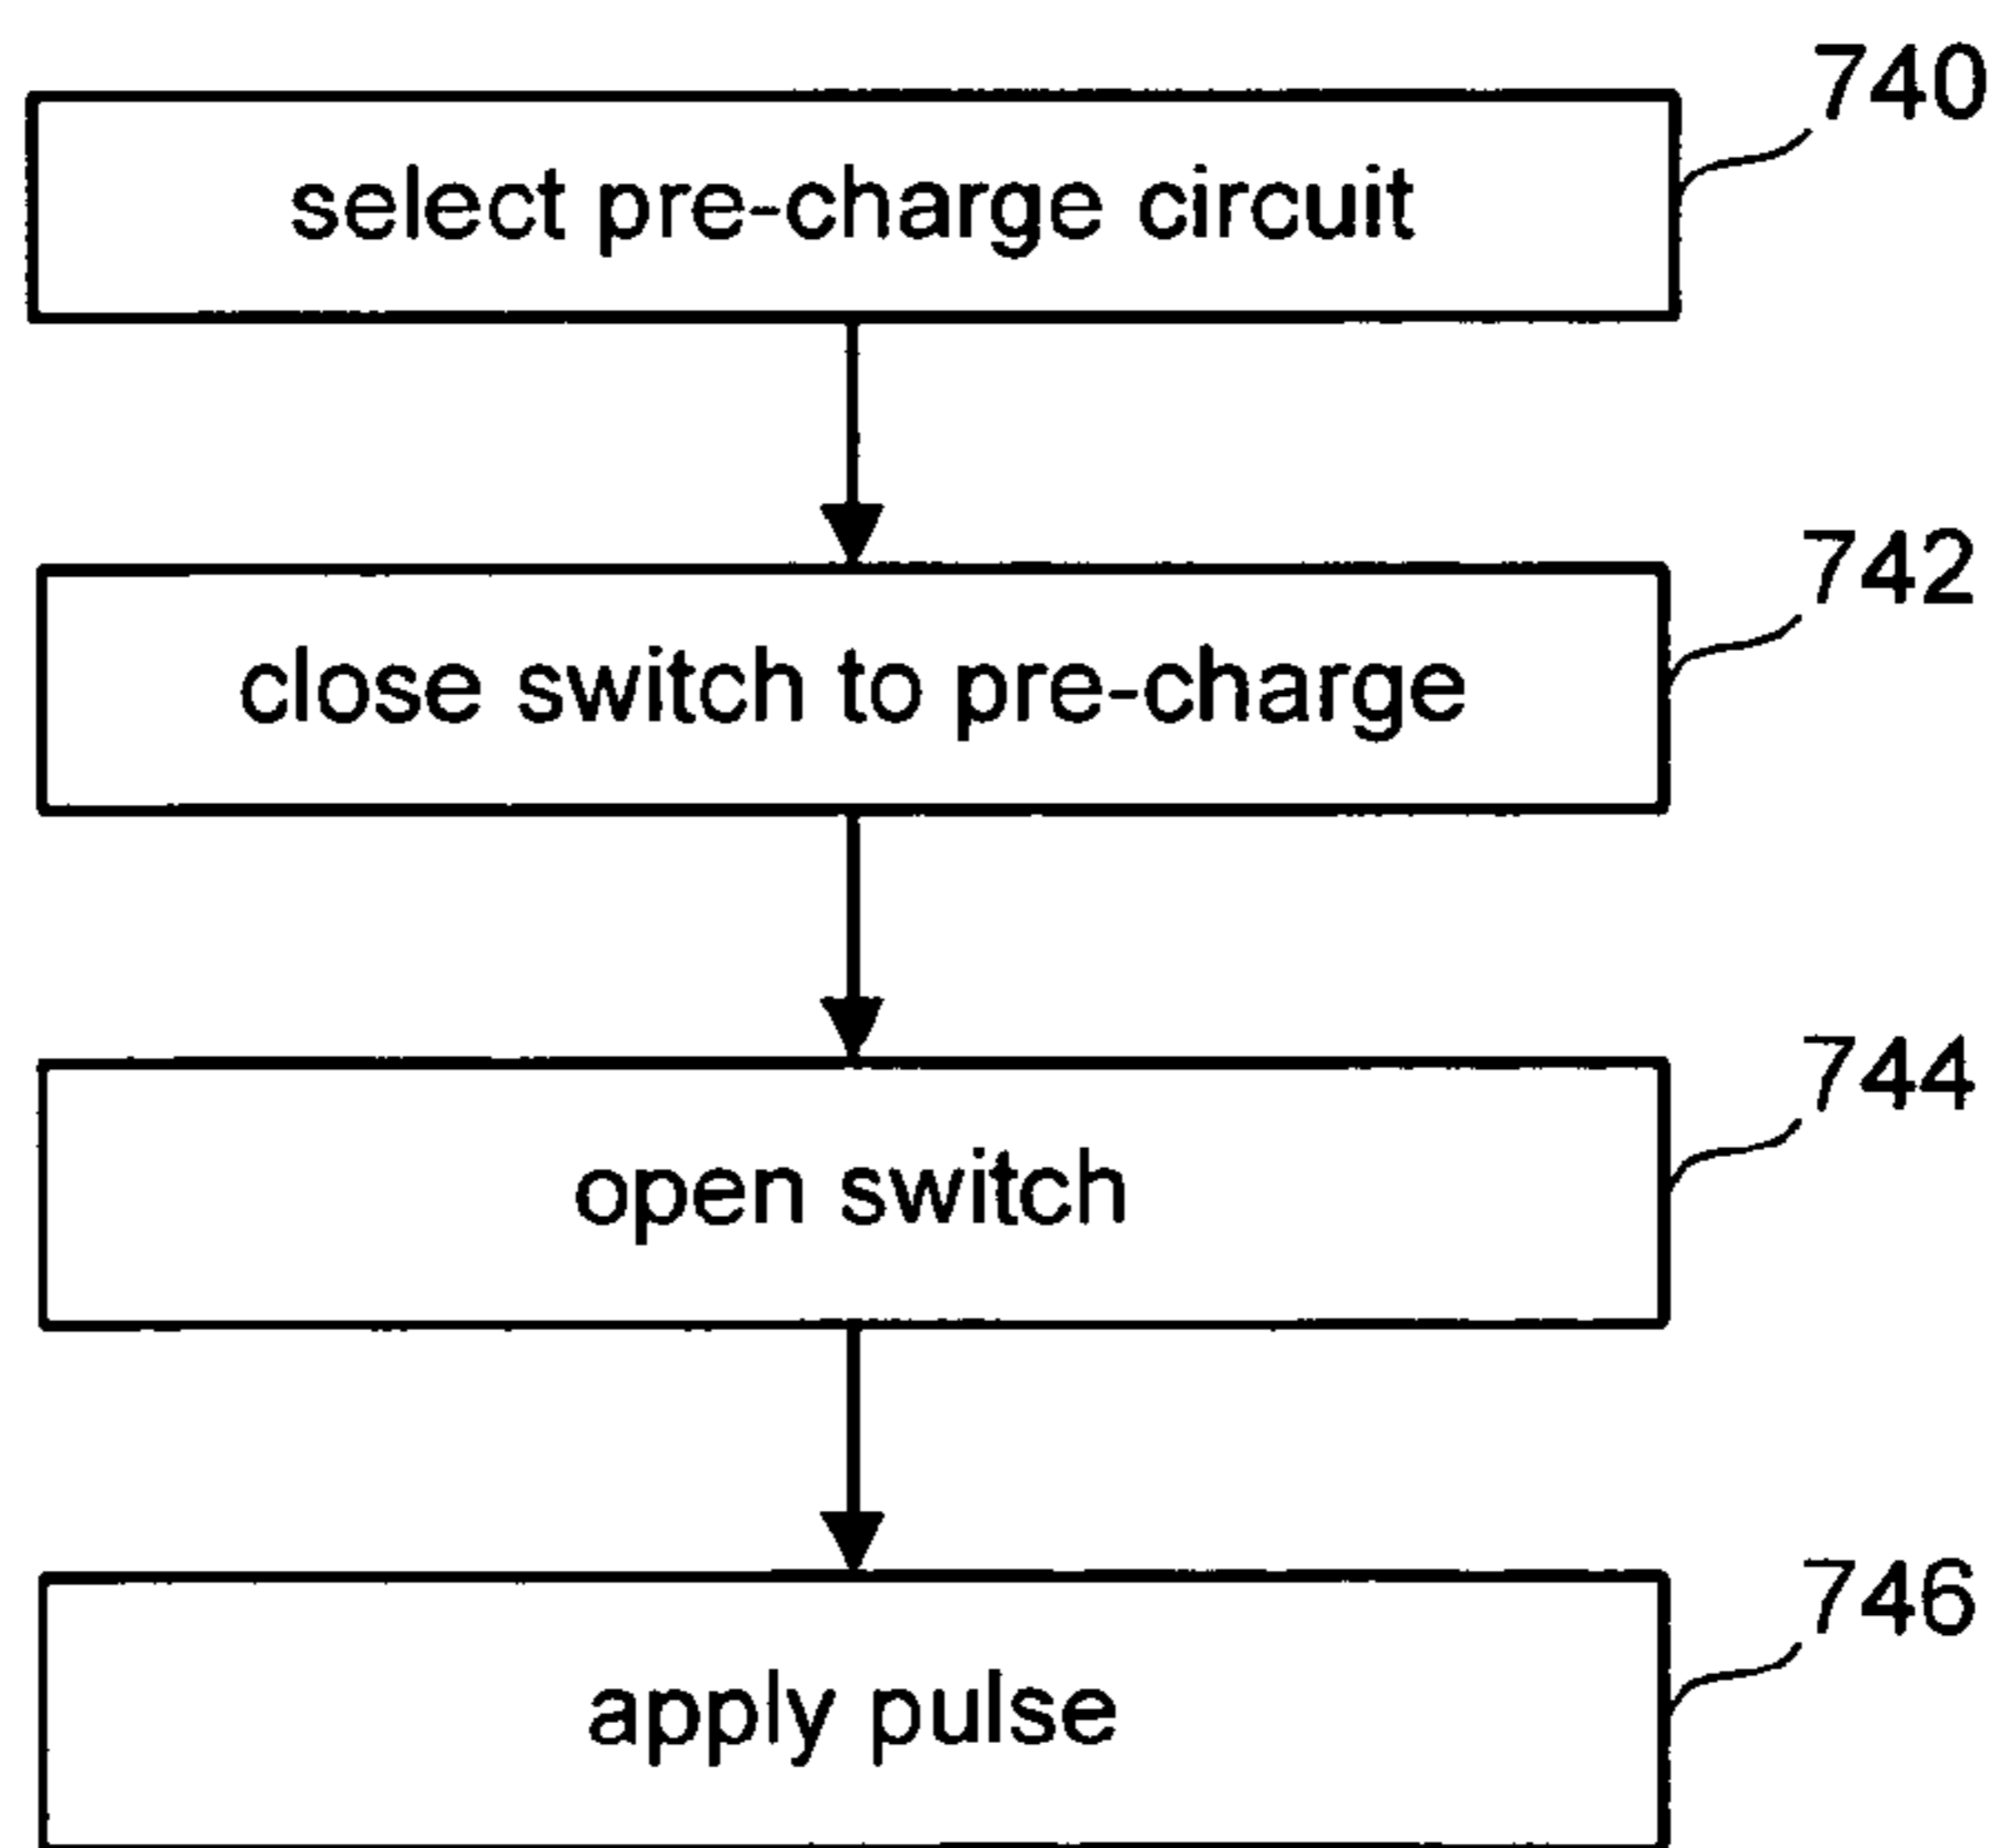 740
select pre-charge circuit
742
close switch to pre-charge
744
open switch
746
apply pulse